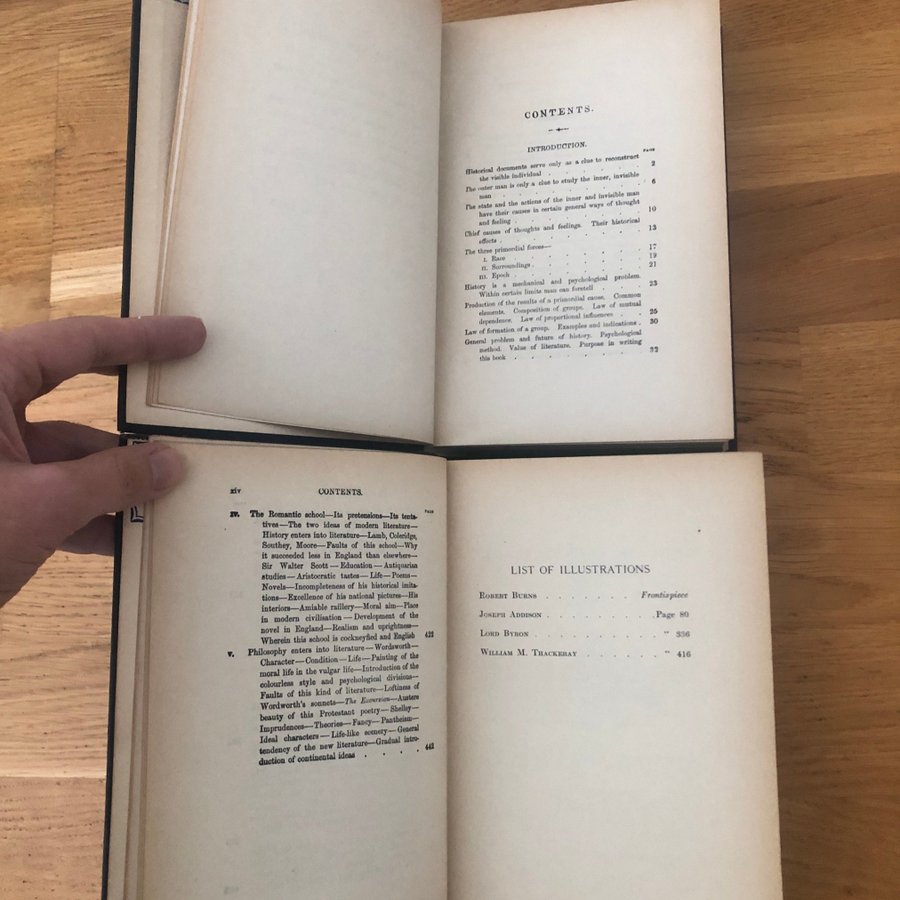 CONTENTS.
INTRODUCTION.
PAGE
Historical documents serve only as a clue to reconstruct
the visible individual . . . . . . 2
The outer man is only a clue to study the inner, invisible
man . . . . . . . . 6
The state and the actions of the inner and invisible man
have their causes in certain general ways of thought
and feeling . . . . . . . 10
Chief causes of thoughts and feelings. Their historical
effects . . . . . . . . 13
The three primordial forces—
I. Race . . . . . . . 17
II. Surroundings . . . . . . 19
III. Epoch . . . . . . . 21
History is a mechanical and psychological problem.
Within certain limits man can foretell . . . 23
Production of the results of a primordial cause. Common
elements. Composition of groups. Law of mutual
dependence. Law of proportional influences . . 25
Law of formation of a group. Examples and indications . 30
General problem and future of history. Psychological
method. Value of literature. Purpose in writing
this book . . . . . . . 32
xiv CONTENTS.
PAGE
IV. The Romantic school—Its pretensions—Its tenta-
tives—The two ideas of modern literature—
History enters into literature—Lamb, Coleridge,
Southey, Moore—Faults of this school—Why
it succeeded less in England than elsewhere—
Sir Walter Scott—Education—Antiquarian
studies—Aristocratic tastes—Life—Poems—
Novels—Incompleteness of his historical imita-
tions—Excellence of his national pictures—His
interiors—Amiable raillery—Moral aim—Place
in modern civilisation—Development of the
novel in England—Realism and uprightness—
Wherein this school is cockneyfied and English 422
V. Philosophy enters into literature—Wordsworth—
Character—Condition—Life—Painting of the
moral life in the vulgar life—Introduction of the
colourless style and psychological divisions—
Faults of this kind of literature—Loftiness of
Wordworth's sonnets—The Excursion—Austere
beauty of this Protestant poetry—Shelley—
Imprudences—Theories—Fancy—Pantheism—
Ideal characters—Life-like scenery—General
tendency of the new literature—Gradual intro-
duction of continental ideas . . . . 442
LIST OF ILLUSTRATIONS
ROBERT BURNS . . . . . . . Frontispiece
JOSEPH ADDISON . . . . . . . . Page 89
LORD BYRON . . . . . . . . . " 336
WILLIAM M. THACKERAY . . . . . . " 416